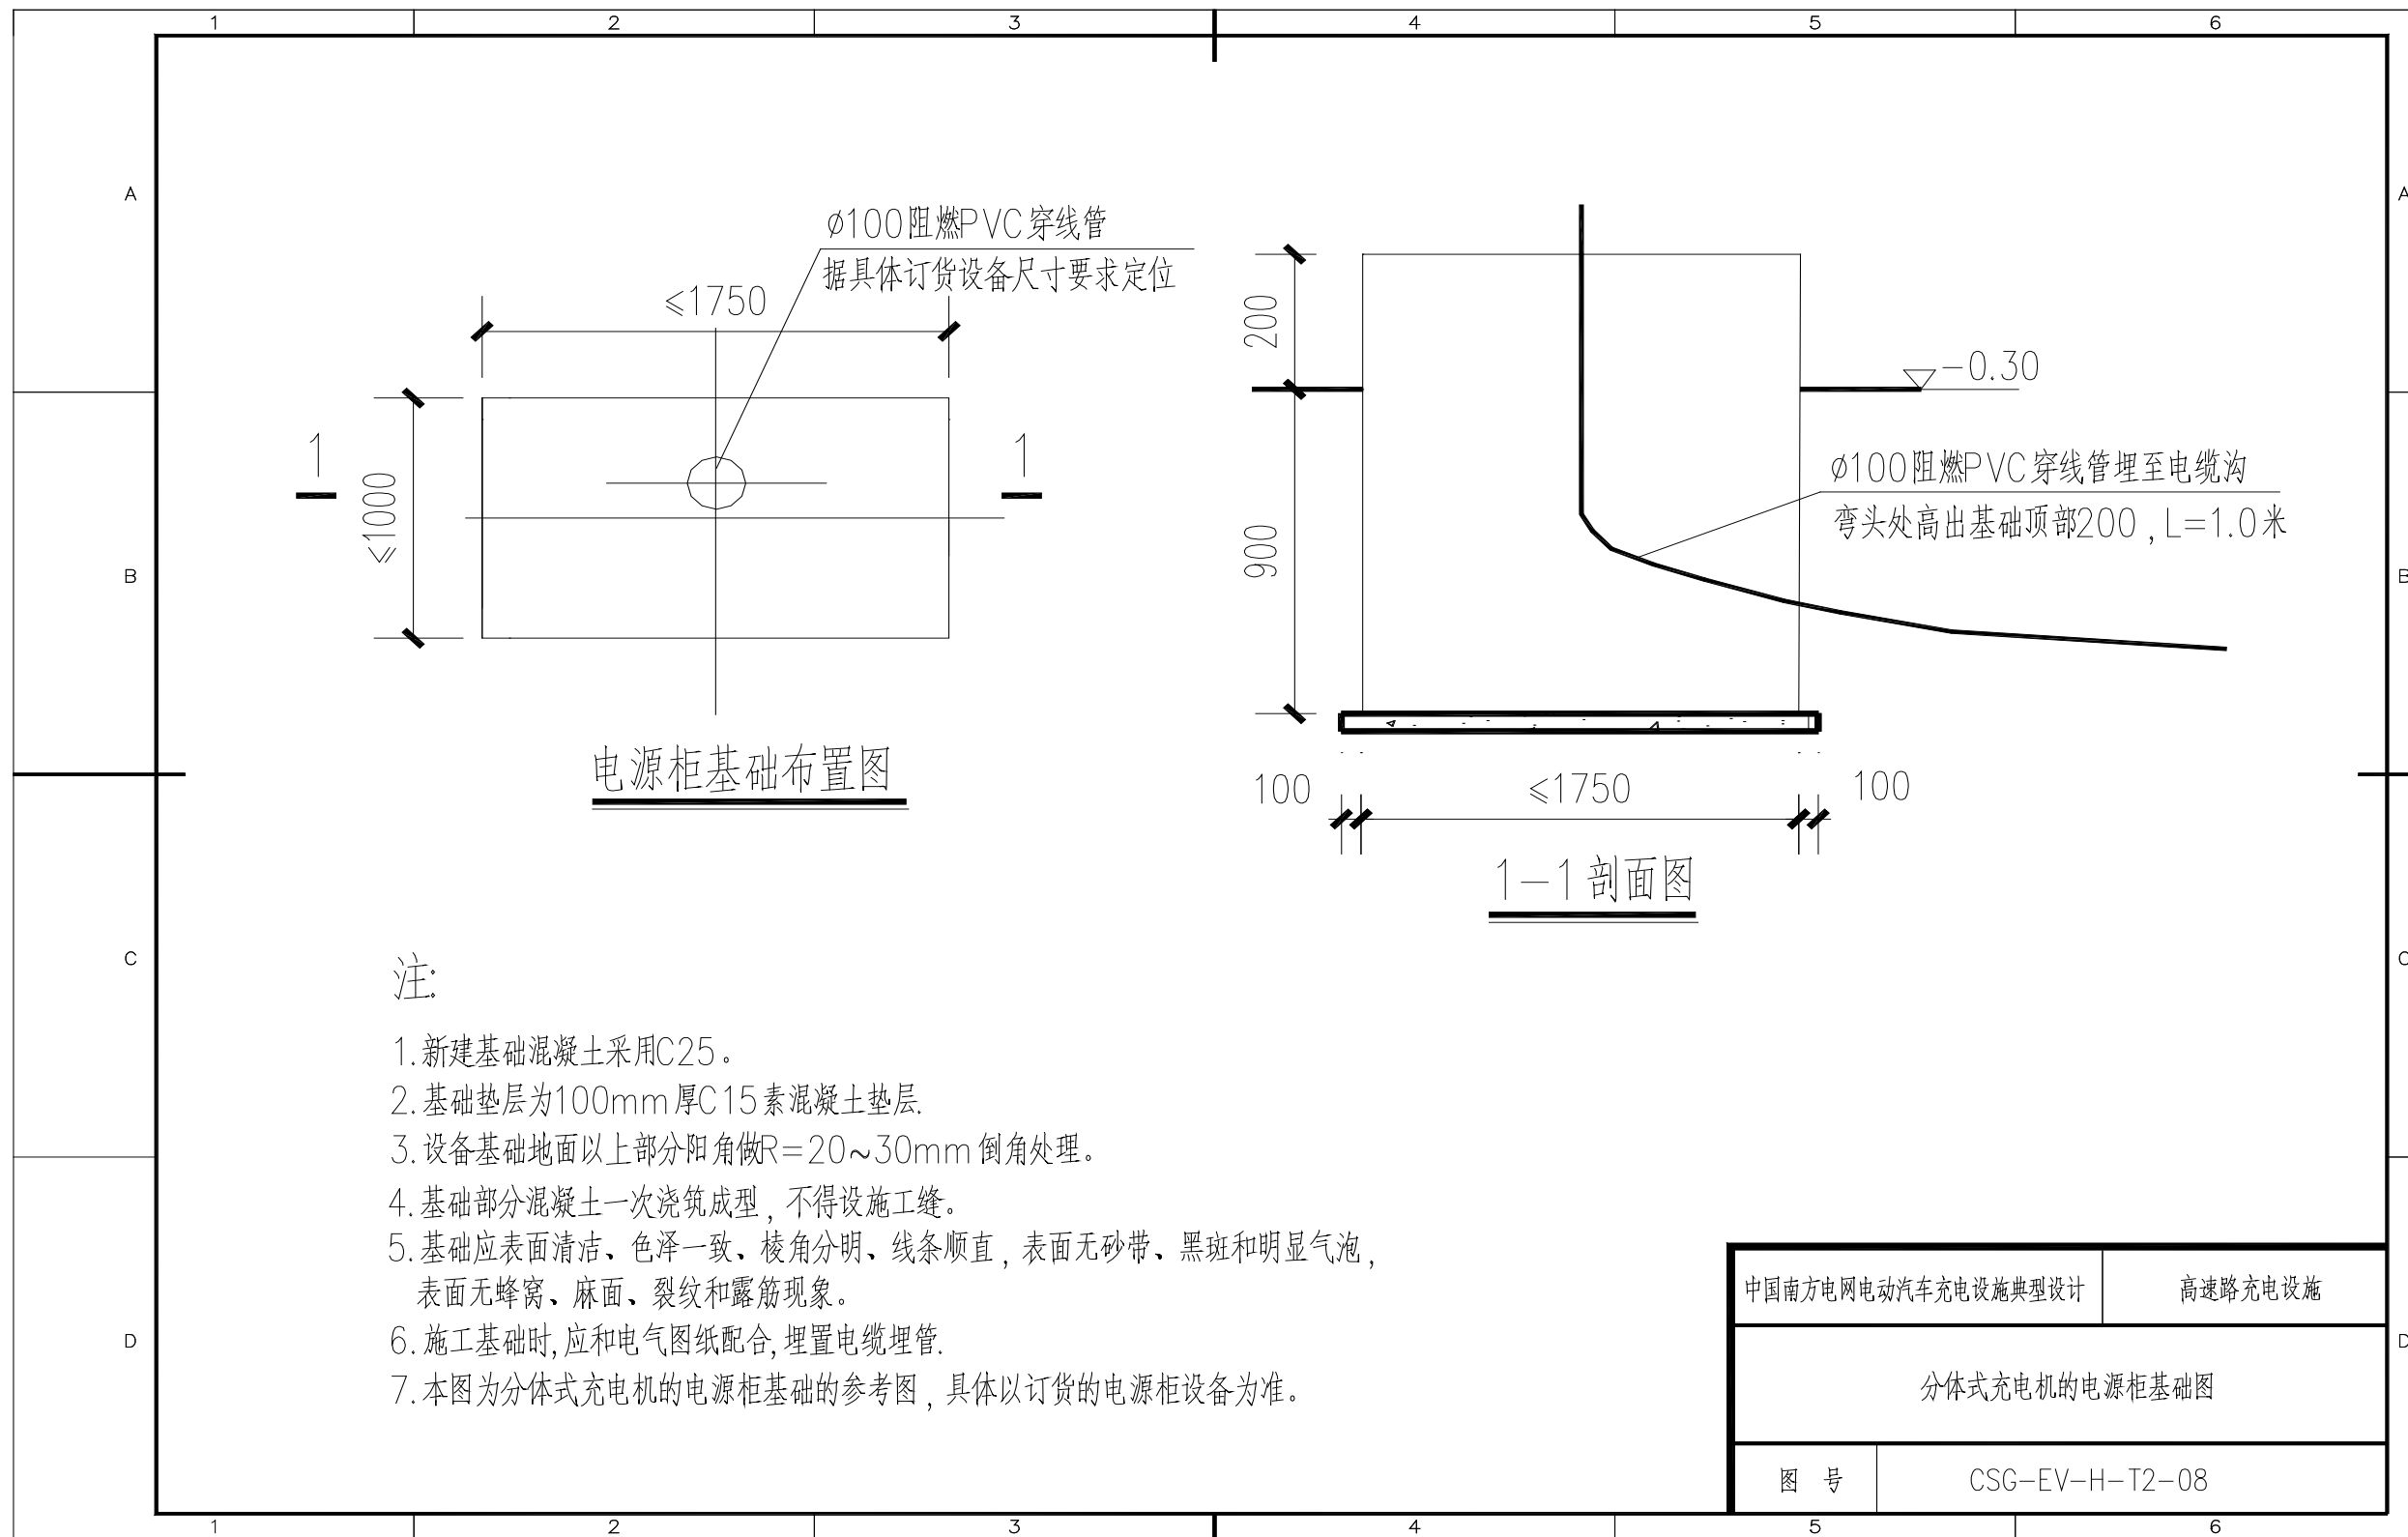 1 2 3 4 5 6
A A
ø100阻燃PVC穿线管
据具体订货设备尺寸要求定位
≤1750
200
-0.30
1 1
≤1000
ø100阻燃PVC穿线管埋至电缆沟
弯头处高出基础顶部200,L=1.0米
900
B B
电源柜基础布置图
100 ≤1750 100
1-1剖面图
C C
注:
1.新建基础混凝土采用C25。
2.基础垫层为100mm厚C15素混凝土垫层.
3.设备基础地面以上部分阳角做R=20~30mm倒角处理。
4.基础部分混凝土一次浇筑成型,不得设施工缝。
5.基础应表面清洁、色泽一致、棱角分明、线条顺直,表面无砂带、黑斑和明显气泡,
表面无蜂窝、麻面、裂纹和露筋现象。
6.施工基础时,应和电气图纸配合,埋置电缆埋管.
7.本图为分体式充电机的电源柜基础的参考图,具体以订货的电源柜设备为准。
中国南方电网电动汽车充电设施典型设计 高速路充电设施
D D
分体式充电机的电源柜基础图
图 号 CSG-EV-H-T2-08
1 2 3 4 5 6